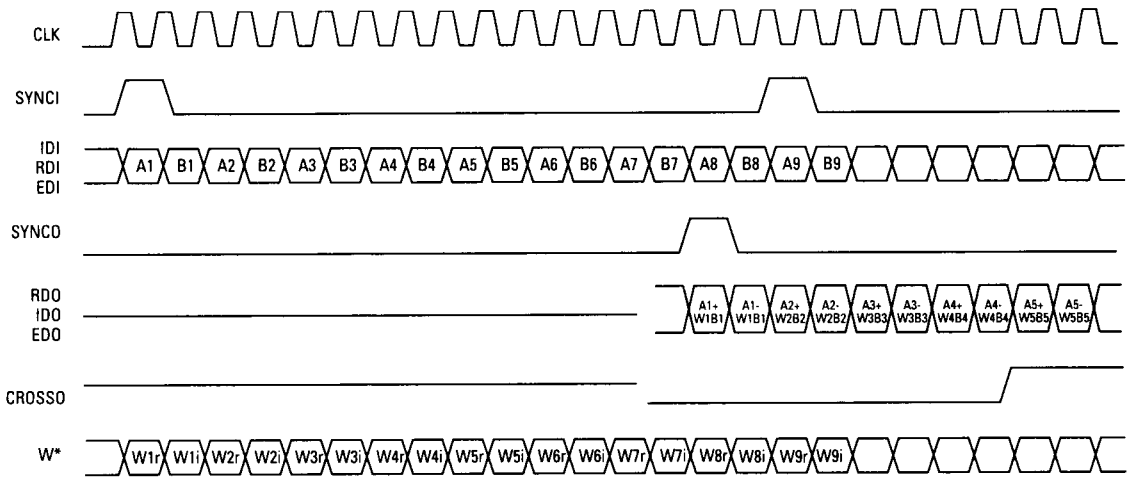 CLK
SYNCI
IDI
RDI
EDI
A1 B1 A2 B2 A3 B3 A4 B4 A5 B5 A6 B6 A7 B7 A8 B8 A9 B9
SYNCO
RDO
IDO
EDO
A1+ A1- A2+ A2- A3+ A3- A4+ A4- A5+ A5-
W1B1 W1B1 W2B2 W2B2 W3B3 W3B3 W4B4 W4B4 W5B5 W5B5
CROSSO
W* W1r W1i W2r W2i W3r W3i W4r W4i W5r W5i W6r W6i W7r W7i W8r W8i W9r W9i